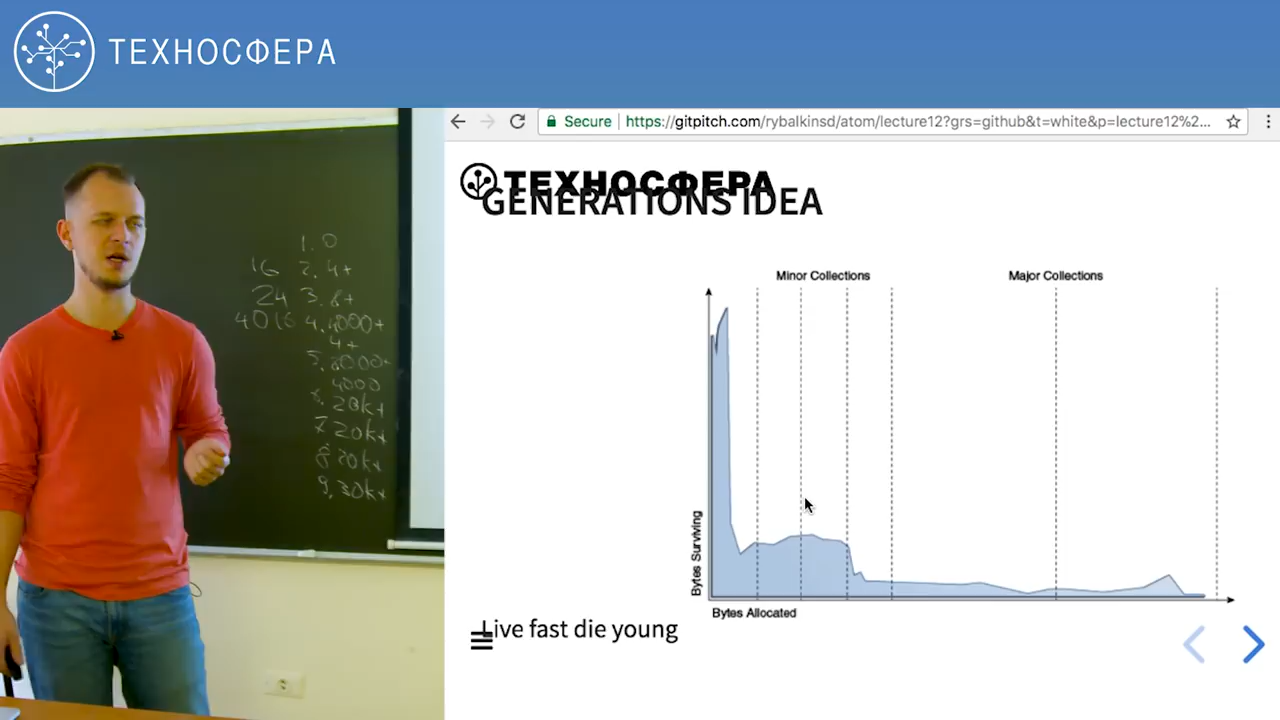 ТЕХНОСФЕРА
Secure
https://gitpitch.com/rybalkinsd/atom/lecture12?grs=github&t=white&p=lecture12%2...
ТЕХНОСФЕРА
GENERATIONS IDEA
Minor Collections
Major Collections
Bytes Surviving
Bytes Allocated
Live fast die young
1. 0
16 2. 4+
24 3. 8+
4016 4. 4000+
4+
5. 8000+
4000
20k+
7 20k+
8 20k+
9. 30k+